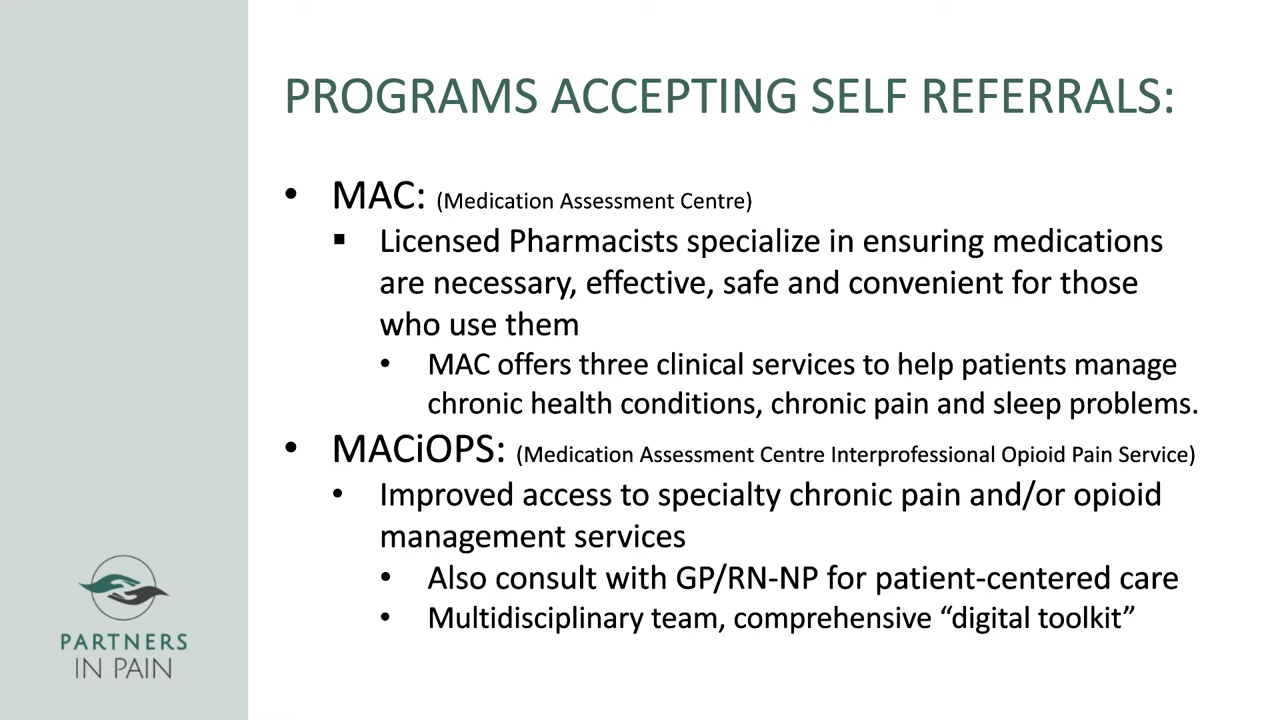 PROGRAMS ACCEPTING SELF REFERRALS:
• MAC: (Medication Assessment Centre)
▪ Licensed Pharmacists specialize in ensuring medications
are necessary, effective, safe and convenient for those
who use them
• MAC offers three clinical services to help patients manage
chronic health conditions, chronic pain and sleep problems.
• MACiOPS: (Medication Assessment Centre Interprofessional Opioid Pain Service)
• Improved access to specialty chronic pain and/or opioid
management services
• Also consult with GP/RN-NP for patient-centered care
• Multidisciplinary team, comprehensive “digital toolkit”
PARTNERS
IN PAIN